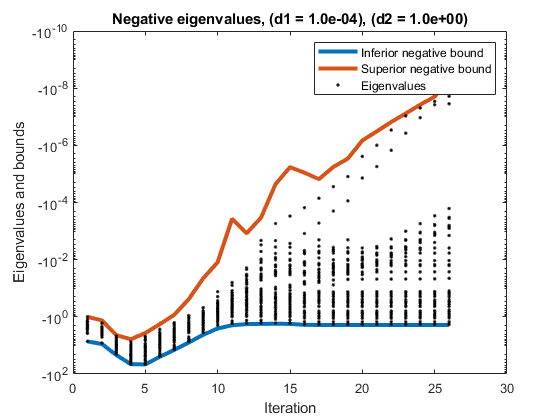 Negative eigenvalues, (d1 = 1.0e-04), (d2 = 1.0e+00)
-10^-10
-10^-8
-10^-6
-10^-4
-10^-2
-10^0
-10^2
Eigenvalues and bounds
Inferior negative bound
Superior negative bound
Eigenvalues
0
5
10
15
20
25
30
Iteration